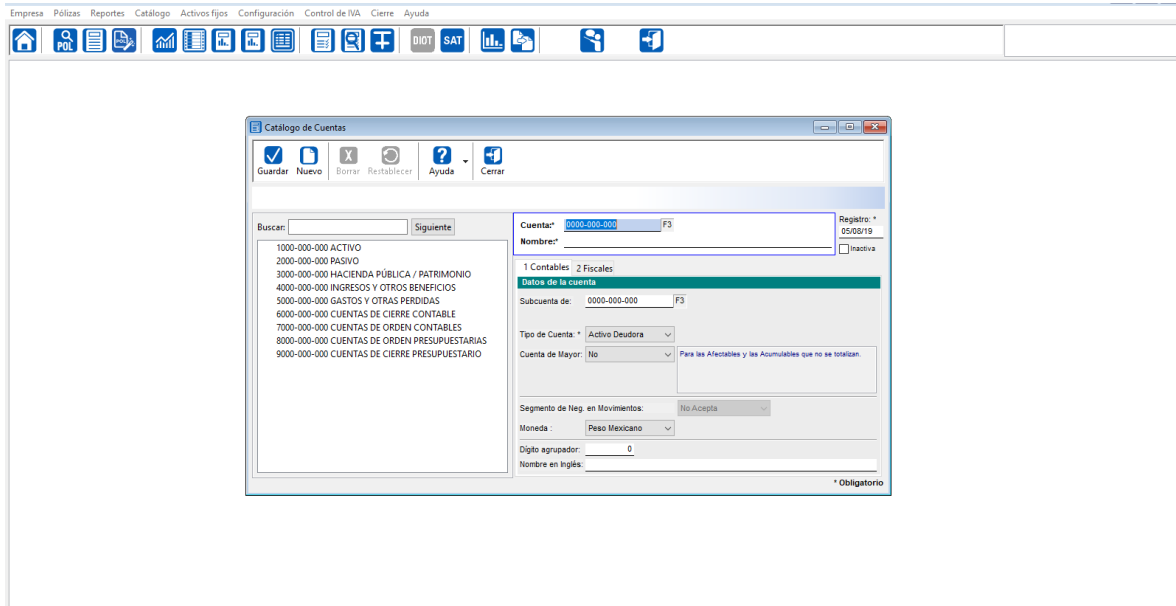 Empresa Pólizas Reportes Catálogo Activos fijos Configuración Control de IVA Cierre Ayuda
POL POL DIOT SAT
Catálogo de Cuentas
Guardar Nuevo Borrar Restablecer Ayuda Cerrar
Buscar: Siguiente
1000-000-000 ACTIVO
2000-000-000 PASIVO
3000-000-000 HACIENDA PÚBLICA / PATRIMONIO
4000-000-000 INGRESOS Y OTROS BENEFICIOS
5000-000-000 GASTOS Y OTRAS PERDIDAS
6000-000-000 CUENTAS DE CIERRE CONTABLE
7000-000-000 CUENTAS DE ORDEN CONTABLES
8000-000-000 CUENTAS DE ORDEN PRESUPUESTARIAS
9000-000-000 CUENTAS DE CIERRE PRESUPUESTARIO
Cuenta:* 0000-000-000 F3
Nombre:*
Registro: *
05/08/19
Inactiva
1 Contables 2 Fiscales
Datos de la cuenta
Subcuenta de: 0000-000-000 F3
Tipo de Cuenta: * Activo Deudora
Cuenta de Mayor: No Para las Afectables y las Acumulables que no se totalizan.
Segmento de Neg. en Movimientos: No Acepta
Moneda : Peso Mexicano
Dígito agrupador: 0
Nombre en Inglés:
* Obligatorio